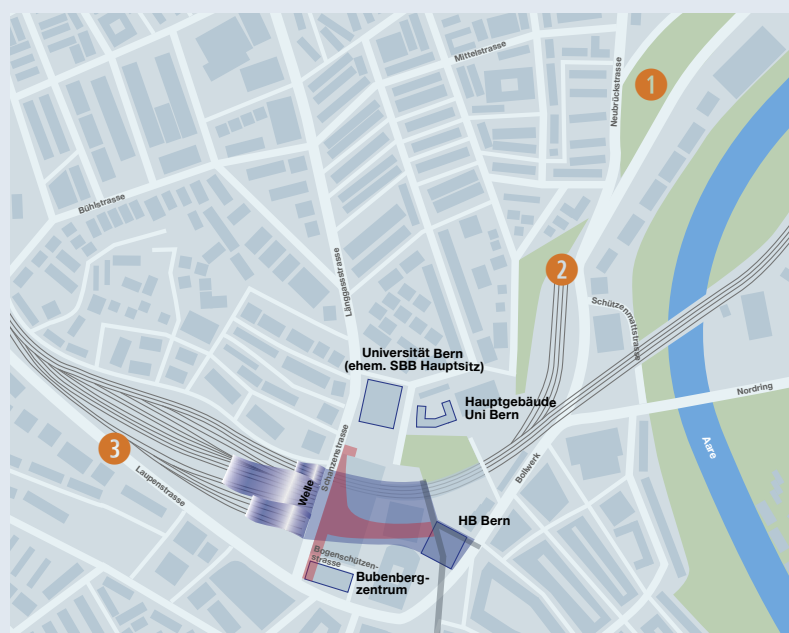 Mittelstrasse
Neubrückstrasse
1
Bühlstrasse
Länggassstrasse
2
Schützenmattstrasse
Universität Bern
(ehem. SBB Hauptsitz)
Hauptgebäude
Uni Bern
Nordring
Aare
3
Laupenstrasse
Schanzenstrasse
Welle
Bollwerk
HB Bern
Bogenschützen-
strasse
Bubenberg-
zentrum